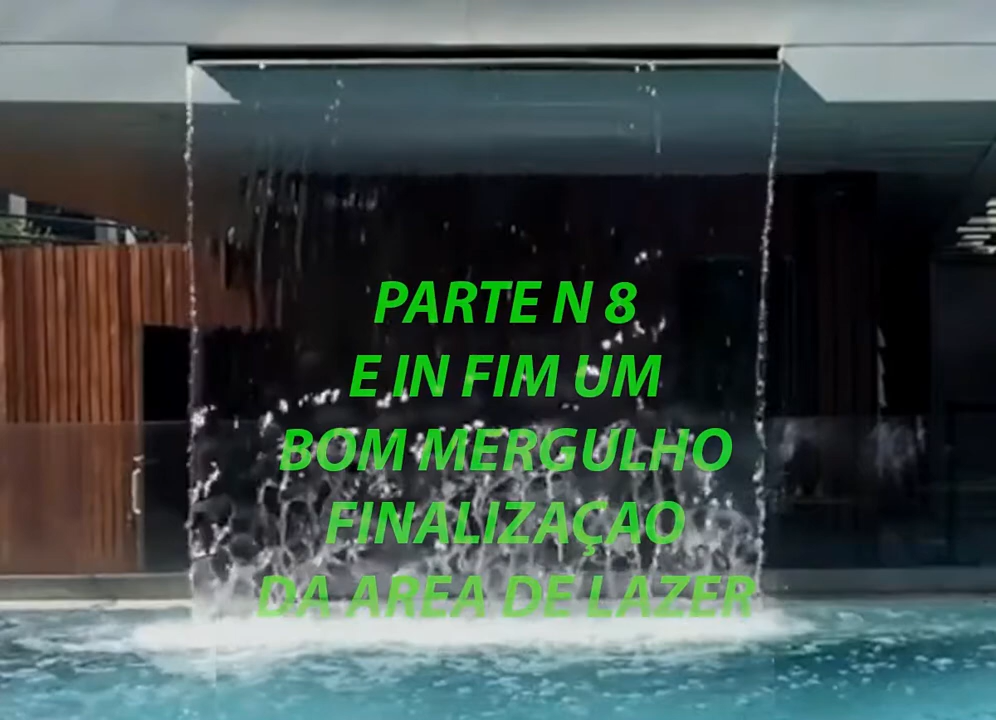 PARTE N 8
E IN FIM UM
BOM MERGULHO
FINALIZAÇAO
DA AREA DE LAZER